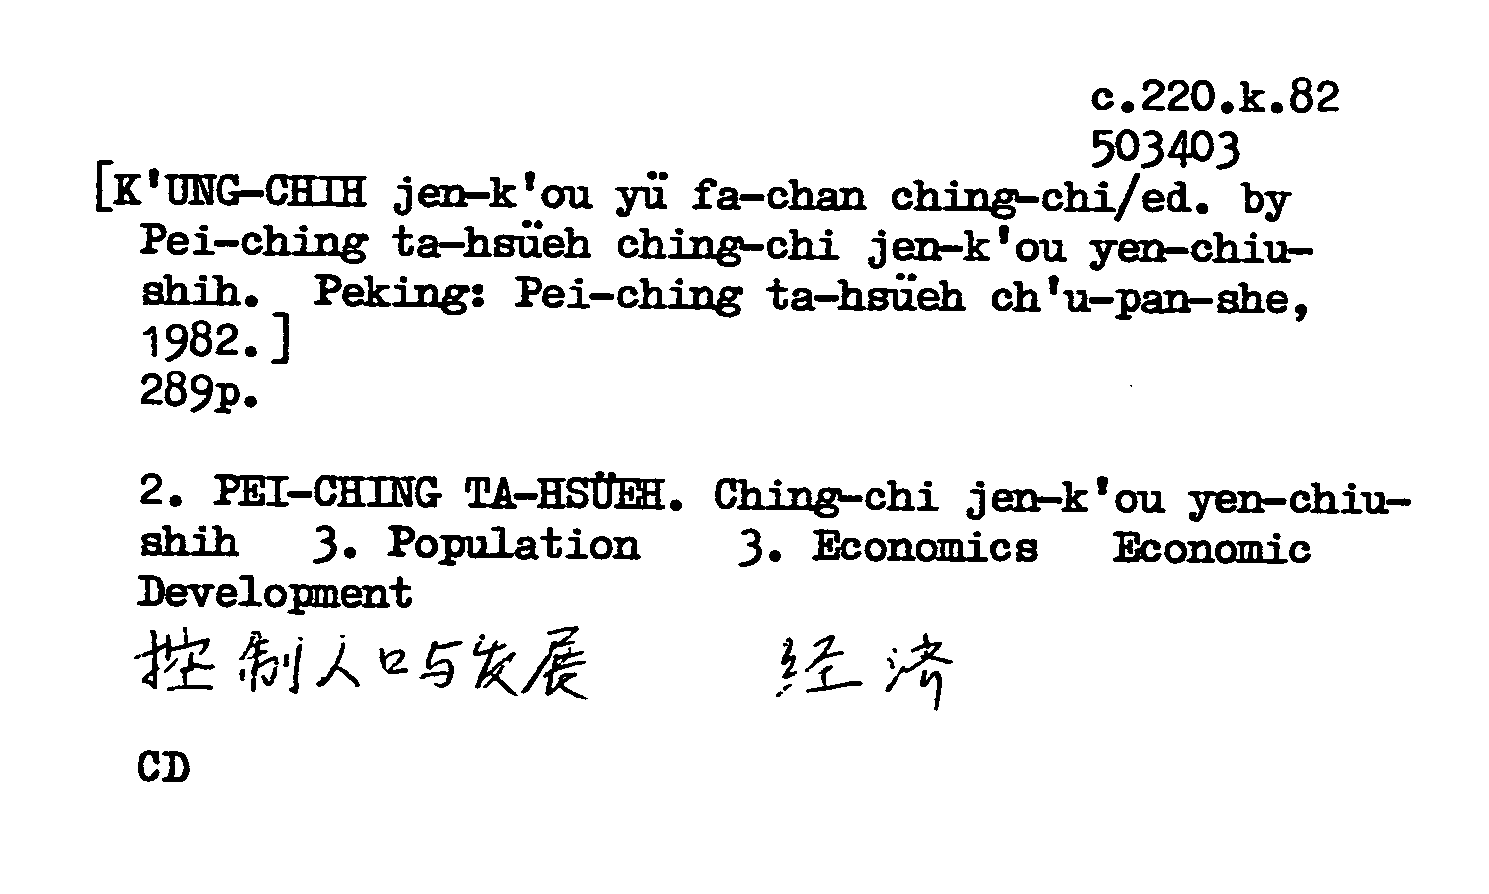 c.220.k.82
503403
[K'UNG-CHIH jen-k'ou yü fa-chan ching-chi/ed. by
Pei-ching ta-hsüeh ching-chi jen-k'ou yen-chiu-
shih. Peking: Pei-ching ta-hsüeh ch'u-pan-she,
1982.]
289p.
2. PEI-CHING TA-HSÜEH. Ching-chi jen-k'ou yen-chiu-
shih 3. Population 3. Economics Economic
Development
控制人口与发展 经济
CD